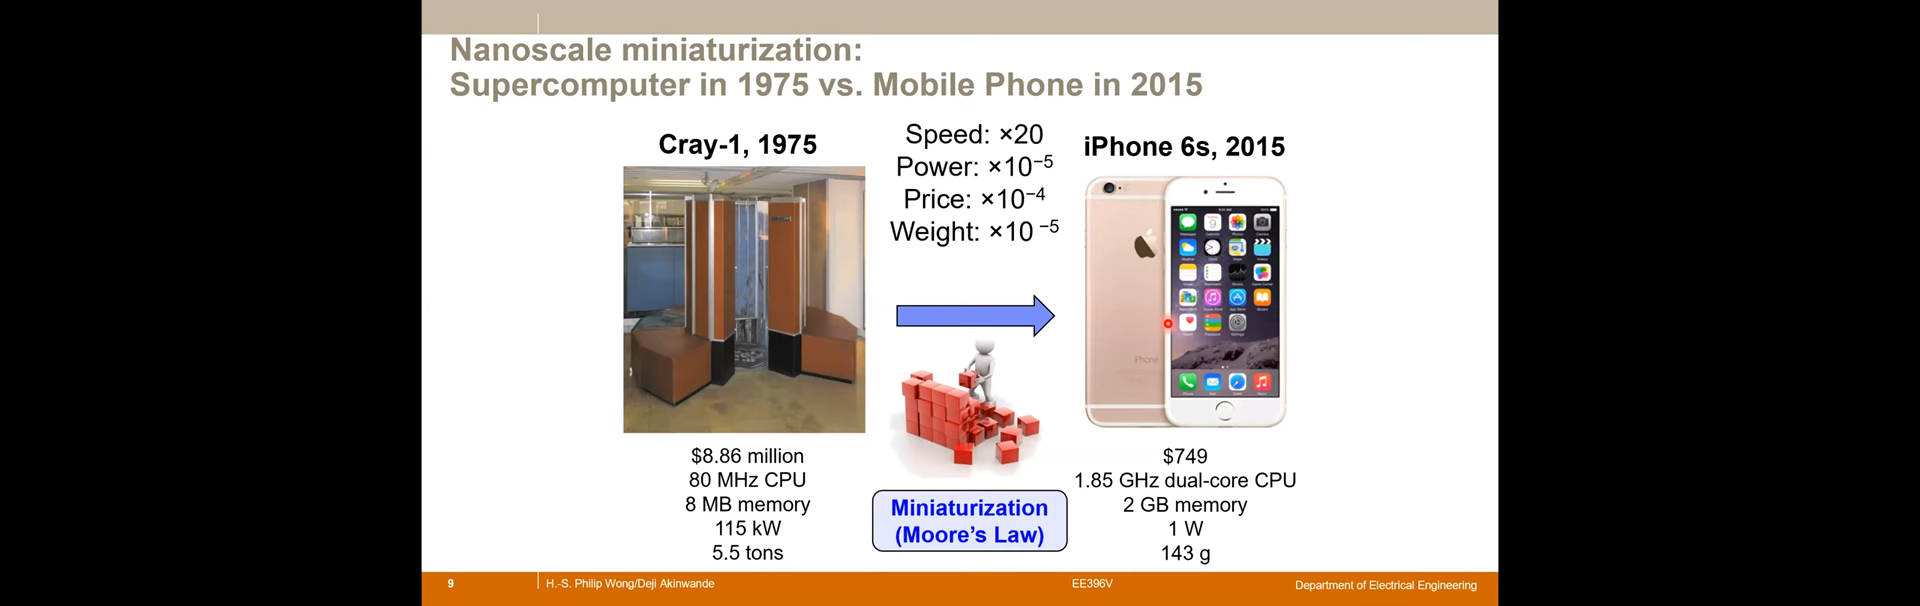 Nanoscale miniaturization:
Supercomputer in 1975 vs. Mobile Phone in 2015
Cray-1, 1975
Speed: ×20
Power: ×10⁻⁵
Price: ×10⁻⁴
Weight: ×10 ⁻⁵
iPhone 6s, 2015
iPhone
$8.86 million
80 MHz CPU
8 MB memory
115 kW
5.5 tons
Miniaturization
(Moore's Law)
$749
1.85 GHz dual-core CPU
2 GB memory
1 W
143 g
9
H.-S. Philip Wong/Deji Akinwande
EE396V
Department of Electrical Engineering